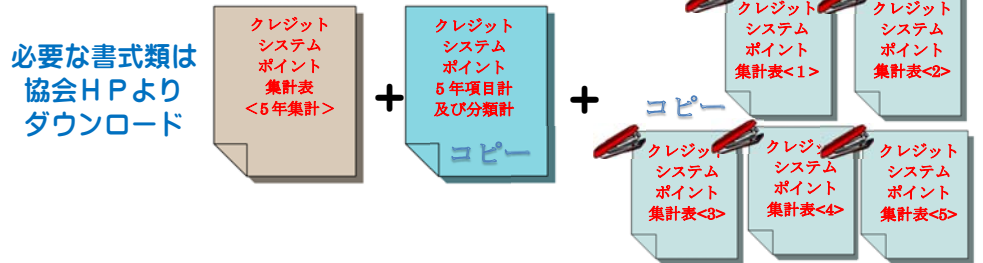 必要な書式類は
協会ＨＰより
ダウンロード
クレジット
システム
ポイント
集計表
＜５年集計＞
+
クレジット
システム
ポイント
５年項目計
及び分類計
コピー
+
コピー
クレジット
システム
ポイント
集計表<1>
クレジット
システム
ポイント
集計表<2>
クレジット
システム
ポイント
集計表<3>
クレジット
システム
ポイント
集計表<4>
クレジット
システム
ポイント
集計表<5>